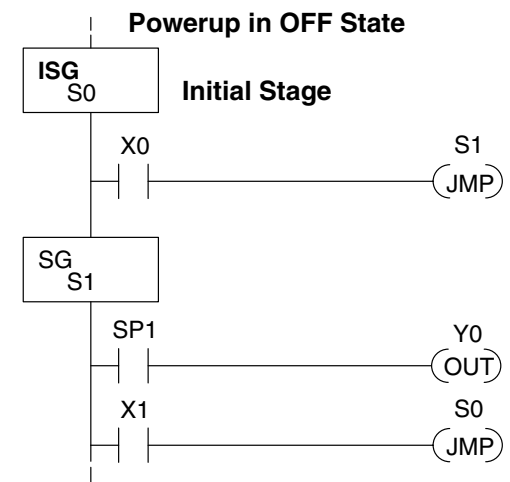 Powerup in OFF State
ISG
S0
Initial Stage
X0
S1
JMP
SG
S1
SP1
Y0
OUT
X1
S0
JMP